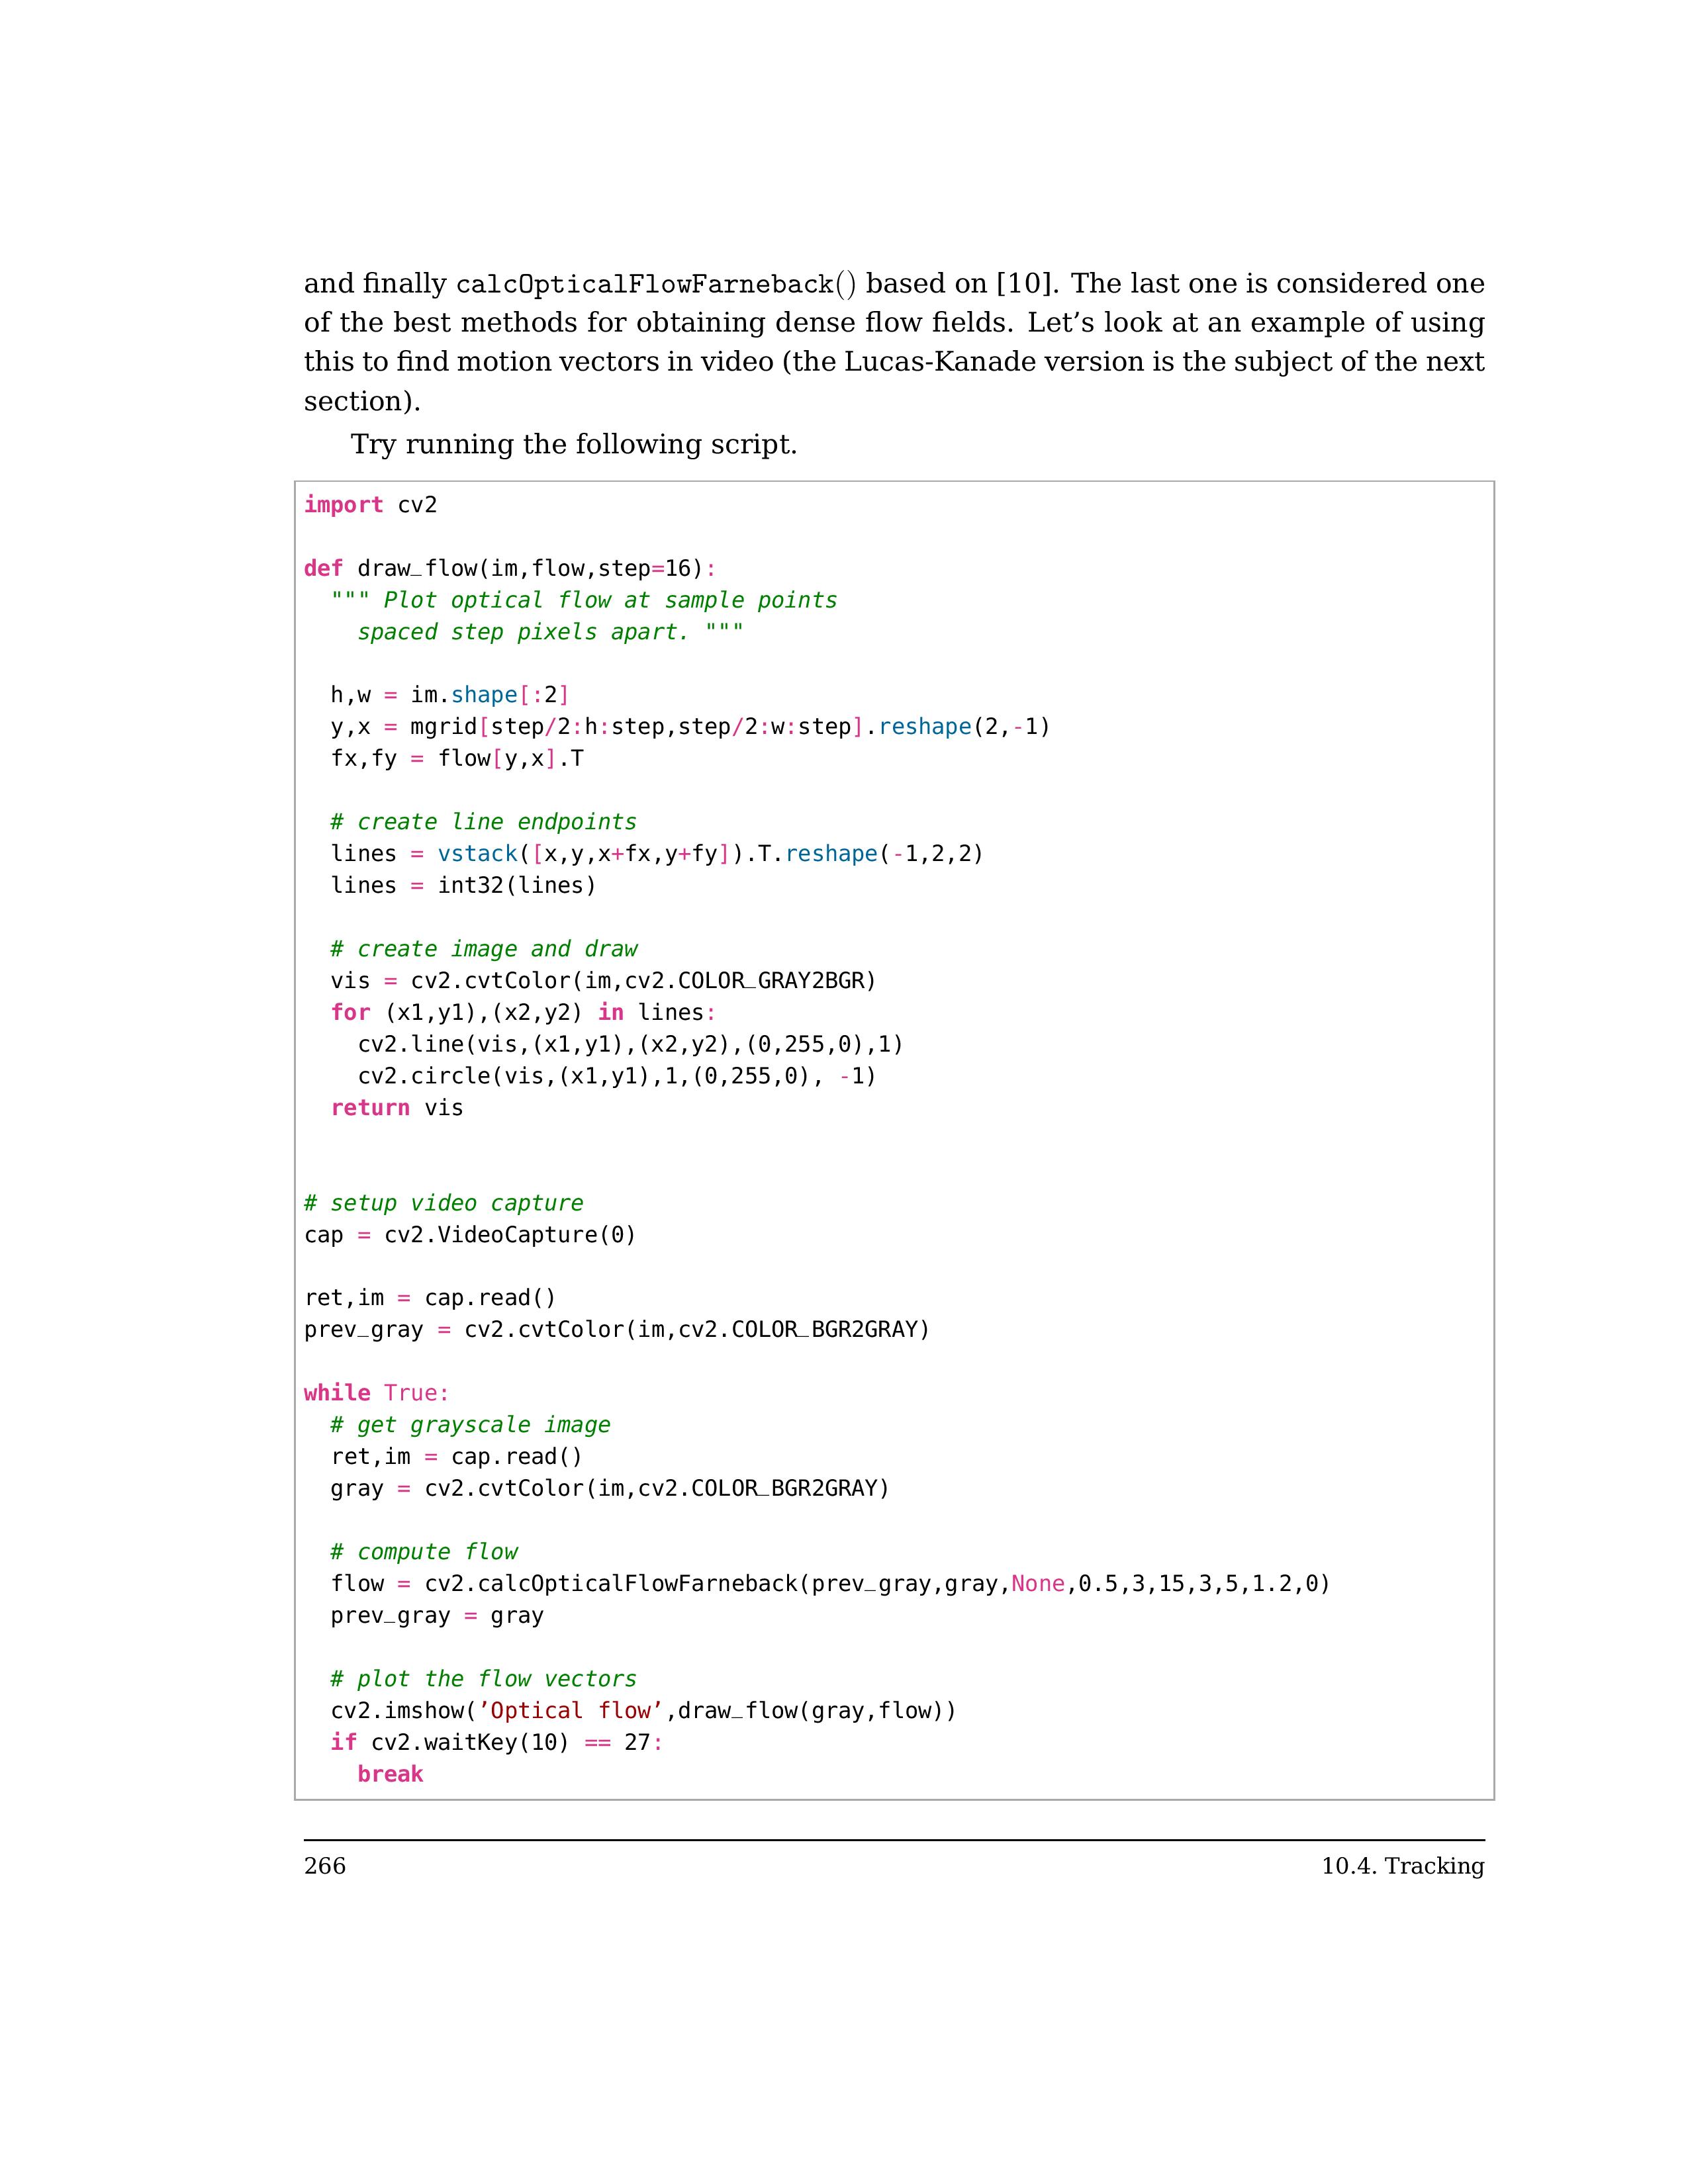 and finally calcOpticalFlowFarneback() based on [10]. The last one is considered one
of the best methods for obtaining dense flow fields. Let’s look at an example of using
this to find motion vectors in video (the Lucas-Kanade version is the subject of the next
section).
Try running the following script.
import cv2
def draw_flow(im,flow,step=16):
  """ Plot optical flow at sample points
    spaced step pixels apart. """
  h,w = im.shape[:2]
  y,x = mgrid[step/2:h:step,step/2:w:step].reshape(2,-1)
  fx,fy = flow[y,x].T
  # create line endpoints
  lines = vstack([x,y,x+fx,y+fy]).T.reshape(-1,2,2)
  lines = int32(lines)
  # create image and draw
  vis = cv2.cvtColor(im,cv2.COLOR_GRAY2BGR)
  for (x1,y1),(x2,y2) in lines:
    cv2.line(vis,(x1,y1),(x2,y2),(0,255,0),1)
    cv2.circle(vis,(x1,y1),1,(0,255,0), -1)
  return vis
# setup video capture
cap = cv2.VideoCapture(0)
ret,im = cap.read()
prev_gray = cv2.cvtColor(im,cv2.COLOR_BGR2GRAY)
while True:
  # get grayscale image
  ret,im = cap.read()
  gray = cv2.cvtColor(im,cv2.COLOR_BGR2GRAY)
  # compute flow
  flow = cv2.calcOpticalFlowFarneback(prev_gray,gray,None,0.5,3,15,3,5,1.2,0)
  prev_gray = gray
  # plot the flow vectors
  cv2.imshow(’Optical flow’,draw_flow(gray,flow))
  if cv2.waitKey(10) == 27:
    break
266 10.4. Tracking